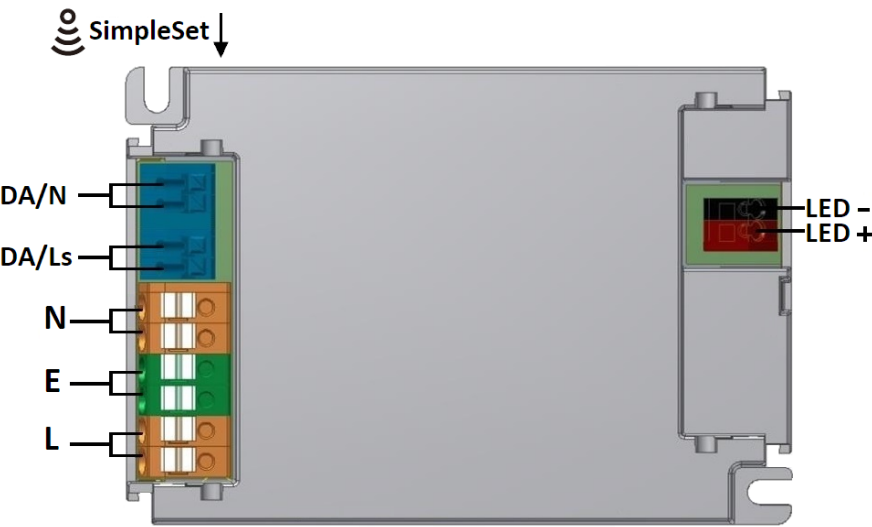 SimpleSet
DA/N
DA/Ls
N
E
L
LED -
LED +